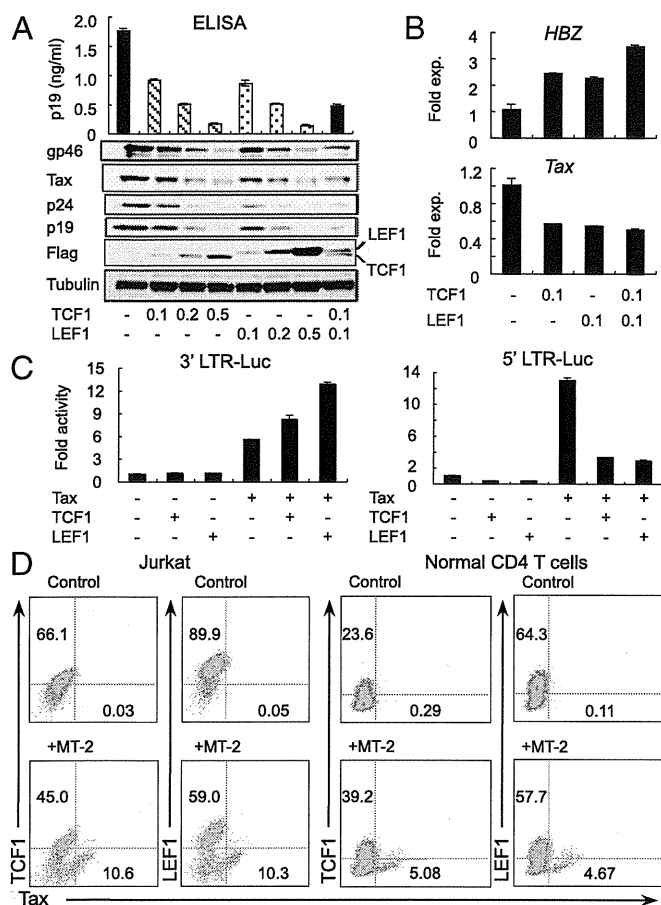 A
ELISA
p19 (ng/ml)
2.0
1.5
1.0
0.5
0.0
gp46
Tax
p24
p19
Flag
LEF1
TCF1
Tubulin
TCF1 - 0.1 0.2 0.5 - - - 0.1
LEF1 - - - - 0.1 0.2 0.5 0.1
B
HBZ
Fold exp.
4
2
0
Tax
Fold exp.
1.2
0.8
0.4
0
TCF1 - 0.1 - 0.1
LEF1 - - 0.1 0.1
C
3' LTR-Luc
Fold activity
15
12
9
6
3
0
Tax - - - + + +
TCF1 - + - - + -
LEF1 - - + - - +
5' LTR-Luc
14
10
6
2
Tax - - - + + +
TCF1 - + - - + -
LEF1 - - + - - +
D
Jurkat
Normal CD4 T cells
Control Control Control Control
66.1 89.9 23.6 64.3
0.03 0.05 0.29 0.11
+MT-2 +MT-2 +MT-2 +MT-2
45.0 59.0 39.2 57.7
10.6 10.3 5.08 4.67
TCF1 LEF1 TCF1 LEF1
Tax